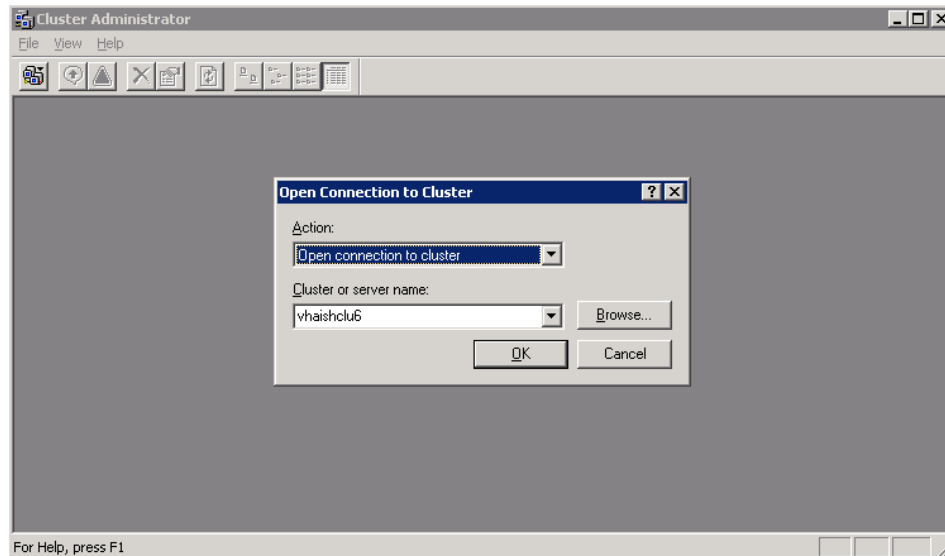 Cluster Administrator
File View Help
Open Connection to Cluster
Action:
Open connection to cluster
Cluster or server name:
vhaishclu6
Browse...
OK
Cancel
For Help, press F1